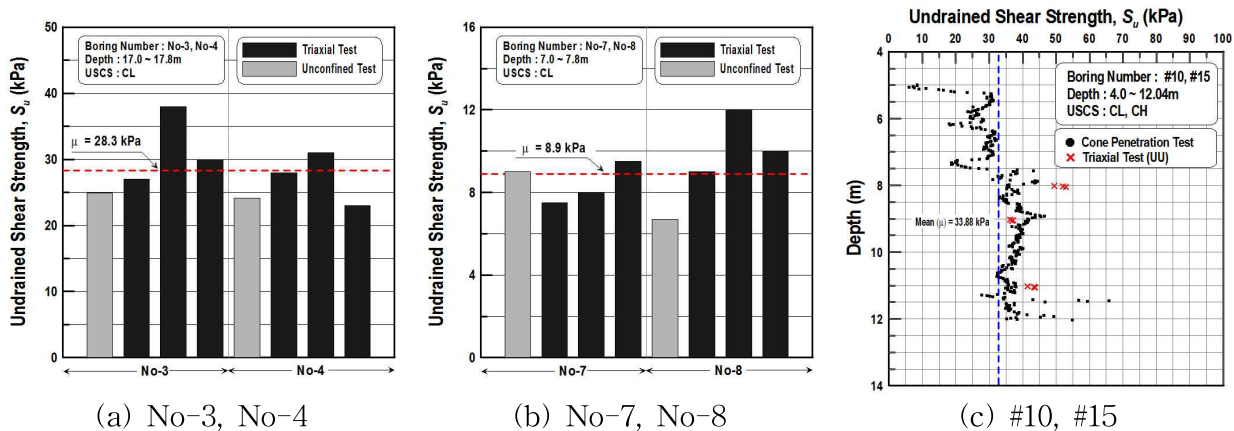 Undrained Shear Strength, Su (kPa)
50
40
30
20
10
0
Boring Number : No-3, No-4
Depth : 17.0 ~ 17.8m
USCS : CL
Triaxial Test
Unconfined Test
μ = 28.3 kPa
No-3
No-4
(a) No-3, No-4
Undrained Shear Strength, Su (kPa)
16
12
8
4
0
Boring Number : No-7, No-8
Depth : 7.0 ~ 7.8m
USCS : CL
Triaxial Test
Unconfined Test
μ = 8.9 kPa
No-7
No-8
(b) No-7, No-8
Undrained Shear Strength, Su (kPa)
0 10 20 30 40 50 60 70 80 90 100
Depth (m)
4
6
8
10
12
14
Boring Number : #10, #15
Depth : 4.0 ~ 12.04m
USCS : CL, CH
Cone Penetration Test
Triaxial Test (UU)
Mean (μ) = 33.88 kPa
(c) #10, #15